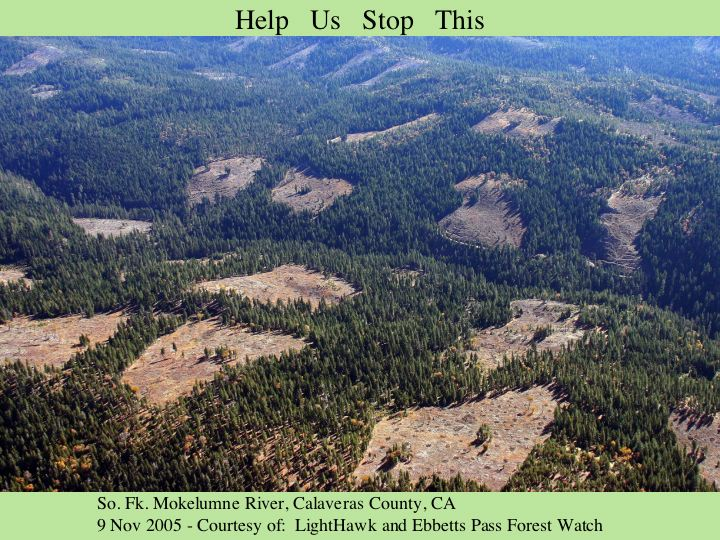 Help Us Stop This
So. Fk. Mokelumne River, Calaveras County, CA
9 Nov 2005 - Courtesy of: LightHawk and Ebbetts Pass Forest Watch